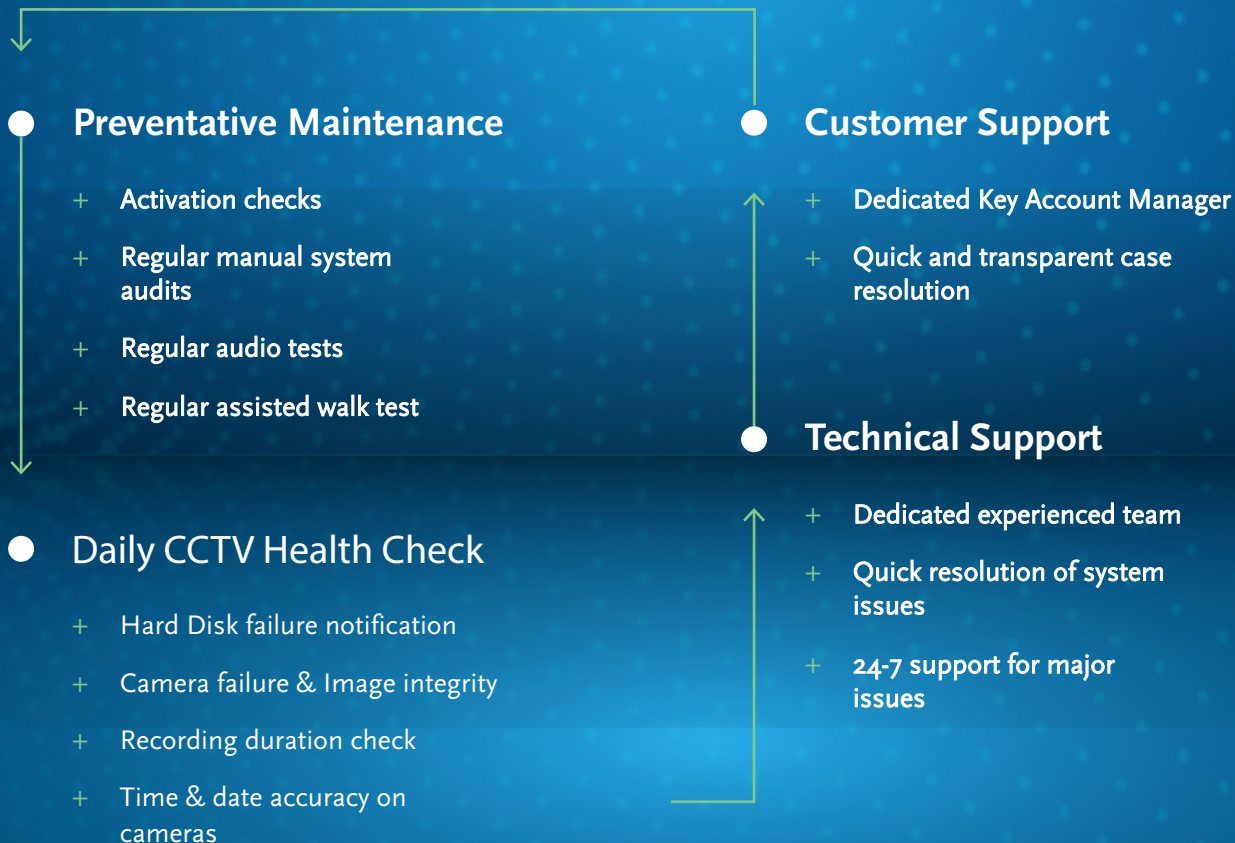 Preventative Maintenance
+ Activation checks
+ Regular manual system
audits
+ Regular audio tests
+ Regular assisted walk test
Daily CCTV Health Check
+ Hard Disk failure notification
+ Camera failure & Image integrity
+ Recording duration check
+ Time & date accuracy on
cameras
Customer Support
+ Dedicated Key Account Manager
+ Quick and transparent case
resolution
Technical Support
+ Dedicated experienced team
+ Quick resolution of system
issues
+ 24-7 support for major
issues